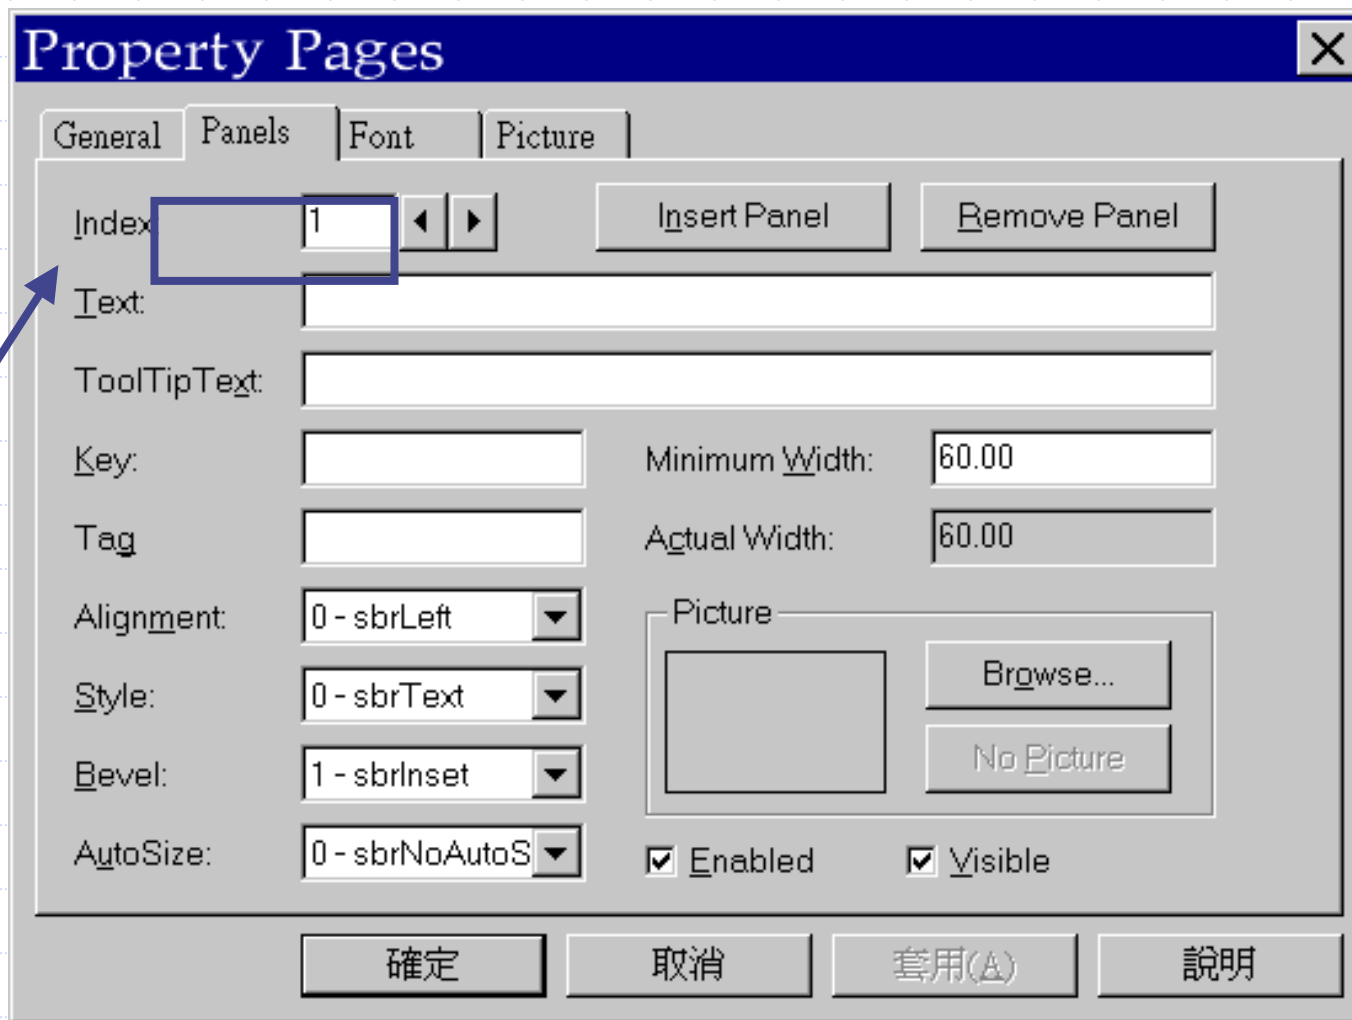 Property Pages
General Panels Font Picture
Index 1 Insert Panel Remove Panel
Text:
ToolTipText:
Key: Minimum Width: 60.00
Tag Actual Width: 60.00
Alignment: 0 - sbrLeft Picture
Browse...
Style: 0 - sbrText
No Picture
Bevel: 1 - sbrInset
AutoSize: 0 - sbrNoAutoS Enabled Visible
確定 取消 套用(A) 說明